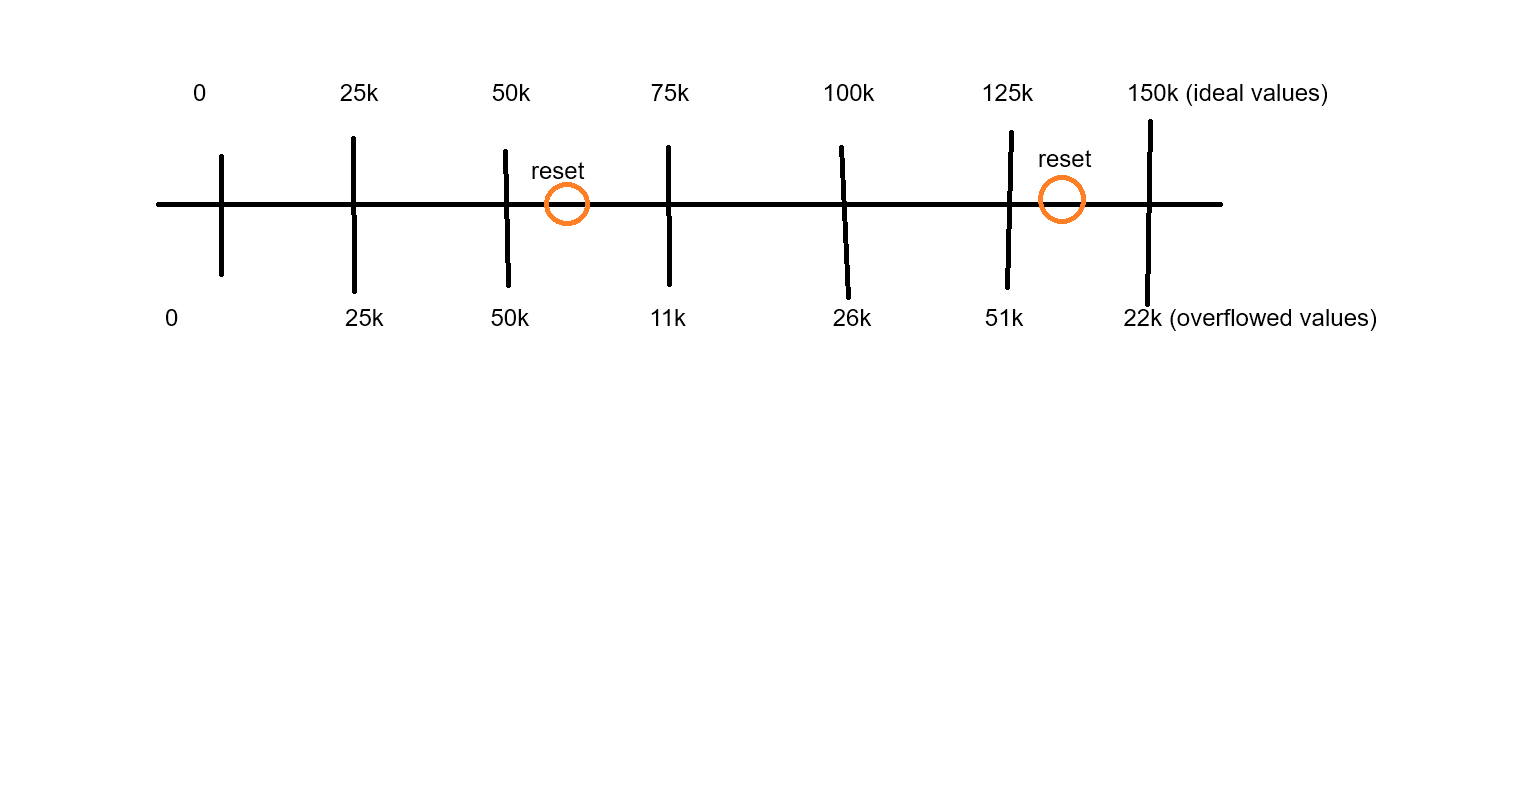 0 25k 50k 75k 100k 125k 150k (ideal values)
reset reset
0 25k 50k 11k 26k 51k 22k (overflowed values)